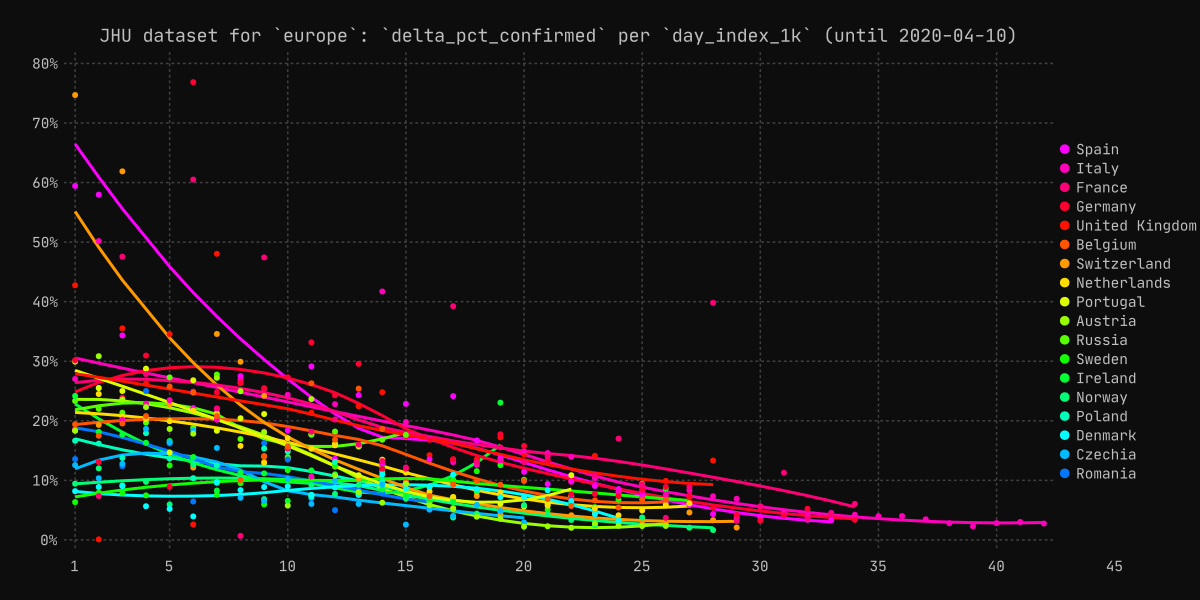 JHU dataset for `europe`: `delta_pct_confirmed` per `day_index_1k` (until 2020-04-10)
80%
70%
60%
50%
40%
30%
20%
10%
0%
1 5 10 15 20 25 30 35 40 45
Spain
Italy
France
Germany
United Kingdom
Belgium
Switzerland
Netherlands
Portugal
Austria
Russia
Sweden
Ireland
Norway
Poland
Denmark
Czechia
Romania